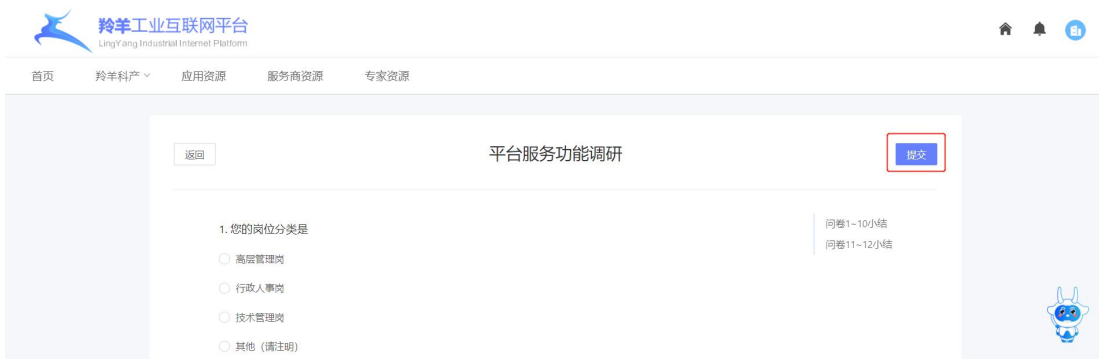 羚羊工业互联网平台
LingYang Industrial Internet Platform
首页 羚羊科产 应用资源 服务商资源 专家资源
返回 平台服务功能调研 提交
1. 您的岗位分类是
高层管理岗
行政人事岗
技术管理岗
其他（请注明）
问卷1~10小结
问卷11~12小结